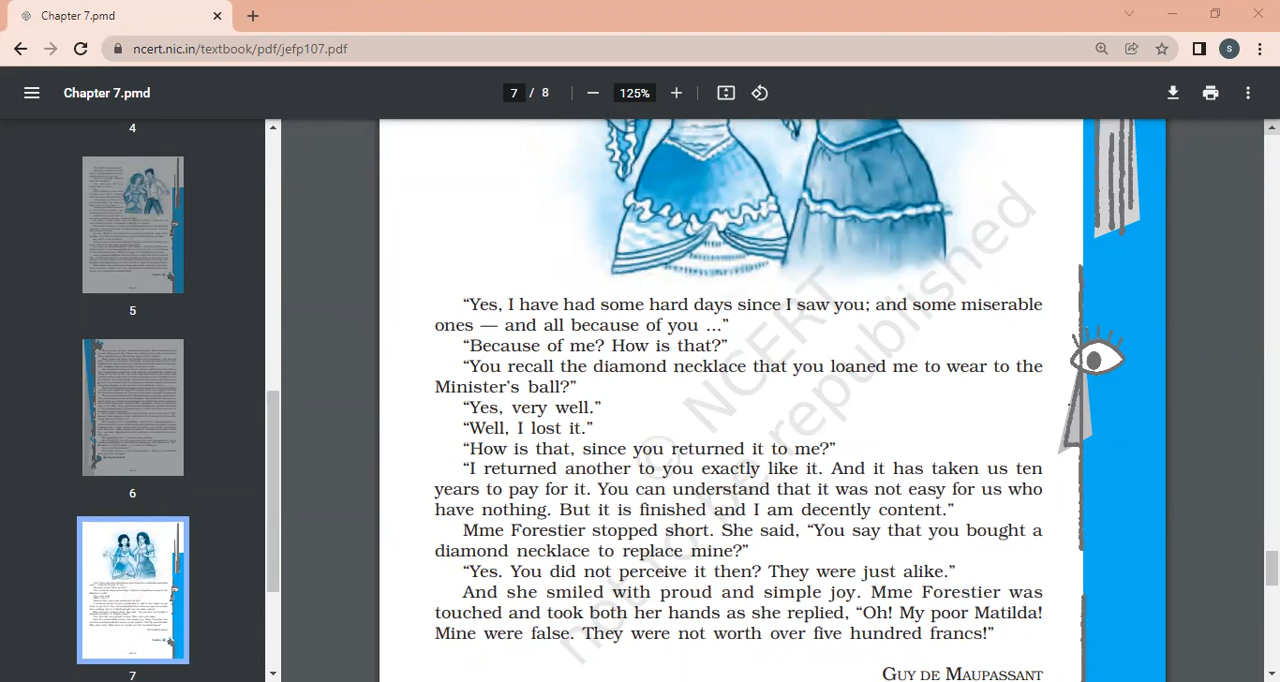 Chapter 7.pmd
ncert.nic.in/textbook/pdf/jefp107.pdf
S
Chapter 7.pmd
7 / 8
125%
4
5
6
7
“Yes, I have had some hard days since I saw you; and some miserable
ones — and all because of you ...”
“Because of me? How is that?”
“You recall the diamond necklace that you loaned me to wear to the
Minister’s ball?”
“Yes, very well.”
“Well, I lost it.”
“How is that, since you returned it to me?”
“I returned another to you exactly like it. And it has taken us ten
years to pay for it. You can understand that it was not easy for us who
have nothing. But it is finished and I am decently content.”
Mme Forestier stopped short. She said, “You say that you bought a
diamond necklace to replace mine?”
“Yes. You did not perceive it then? They were just alike.”
And she smiled with proud and simple joy. Mme Forestier was
touched and took both her hands as she replied, “Oh! My poor Matilda!
Mine were false. They were not worth over five hundred francs!”
GUY DE MAUPASSANT
© NCERT
not to be republished